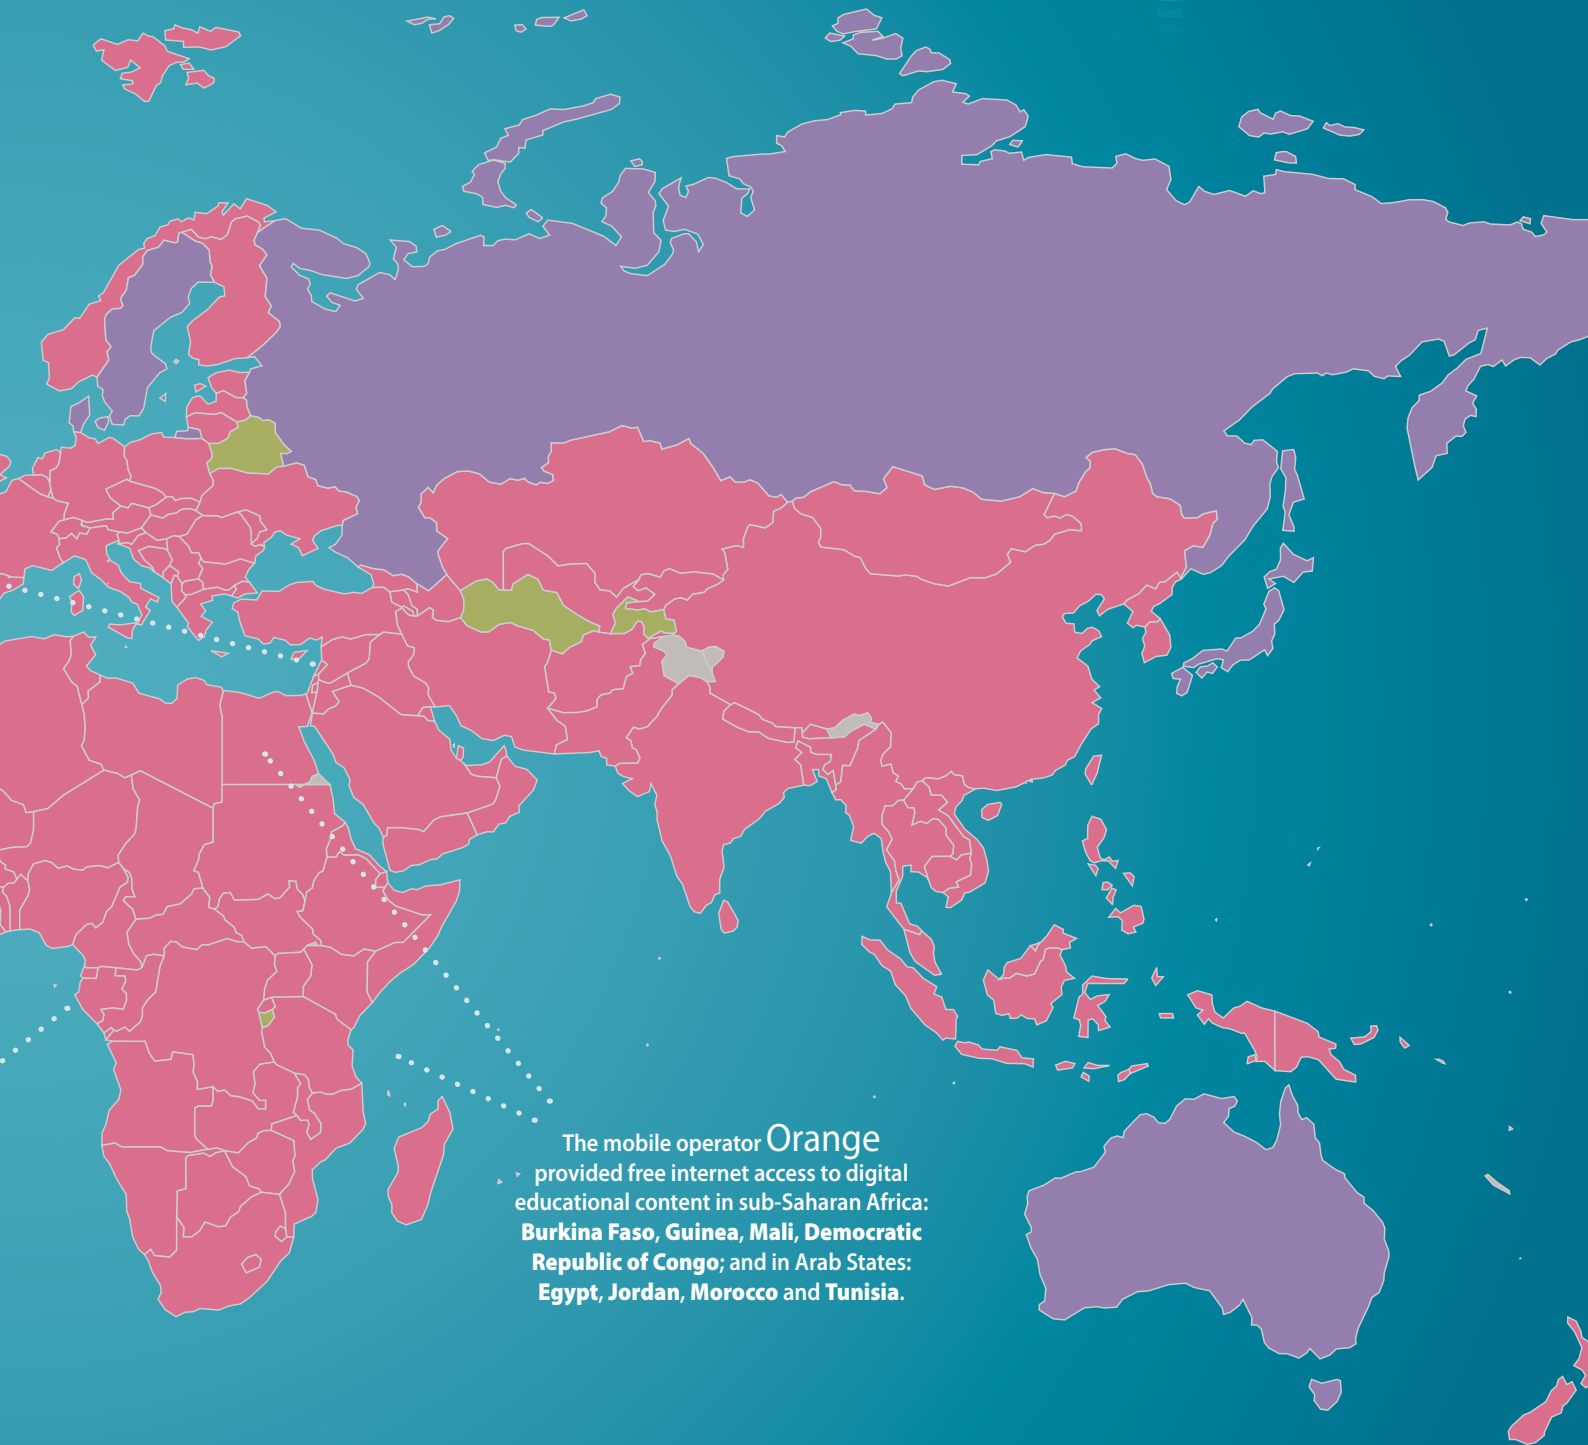 The mobile operator Orange
provided free internet access to digital
educational content in sub-Saharan Africa:
Burkina Faso, Guinea, Mali, Democratic
Republic of Congo; and in Arab States:
Egypt, Jordan, Morocco and Tunisia.